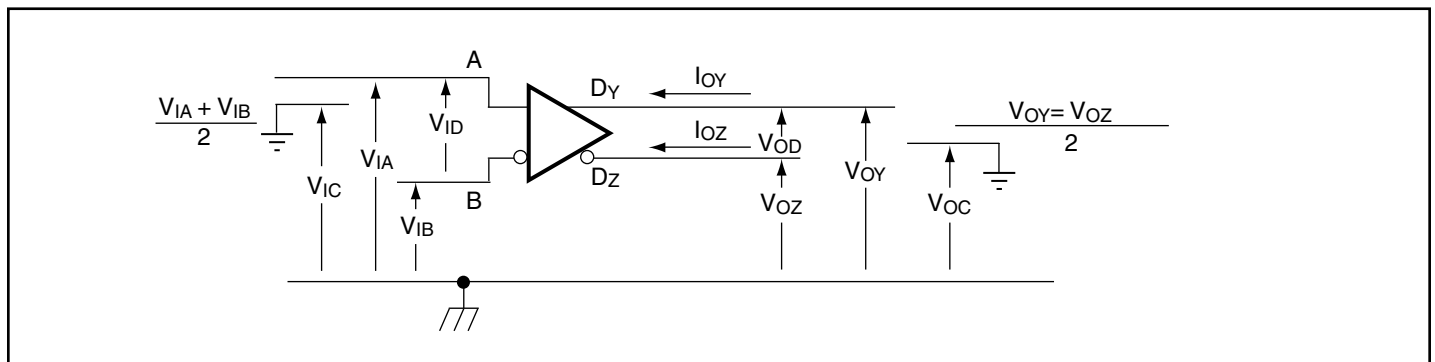 A
VIA + VIB
2
VIC
VIA
VID
B
VIB
DY
DZ
IOY
IOZ
VOD
VOZ
VOY
VOC
VOY= VOZ
2